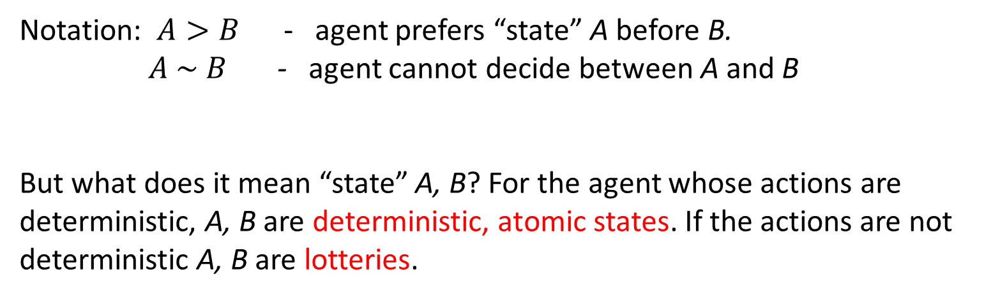 Notation: A > B - agent prefers “state” A before B.
A ~ B - agent cannot decide between A and B
But what does it mean “state” A, B? For the agent whose actions are
deterministic, A, B are deterministic, atomic states. If the actions are not
deterministic A, B are lotteries.